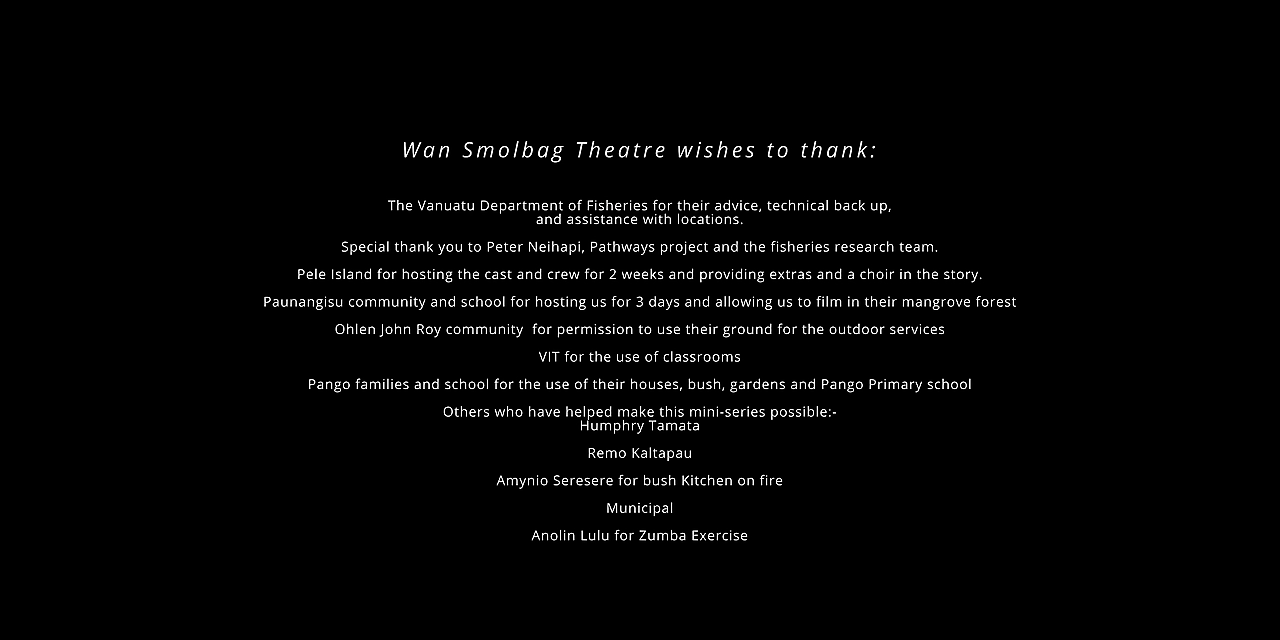 Wan Smolbag Theatre wishes to thank:
The Vanuatu Department of Fisheries for their advice, technical back up,
and assistance with locations.
Special thank you to Peter Neihapi, Pathways project and the fisheries research team.
Pele Island for hosting the cast and crew for 2 weeks and providing extras and a choir in the story.
Paunangisu community and school for hosting us for 3 days and allowing us to film in their mangrove forest
Ohlen John Roy community  for permission to use their ground for the outdoor services
VIT for the use of classrooms
Pango families and school for the use of their houses, bush, gardens and Pango Primary school
Others who have helped make this mini-series possible:-
Humphry Tamata
Remo Kaltapau
Amynio Seresere for bush Kitchen on fire
Municipal
Anolin Lulu for Zumba Exercise